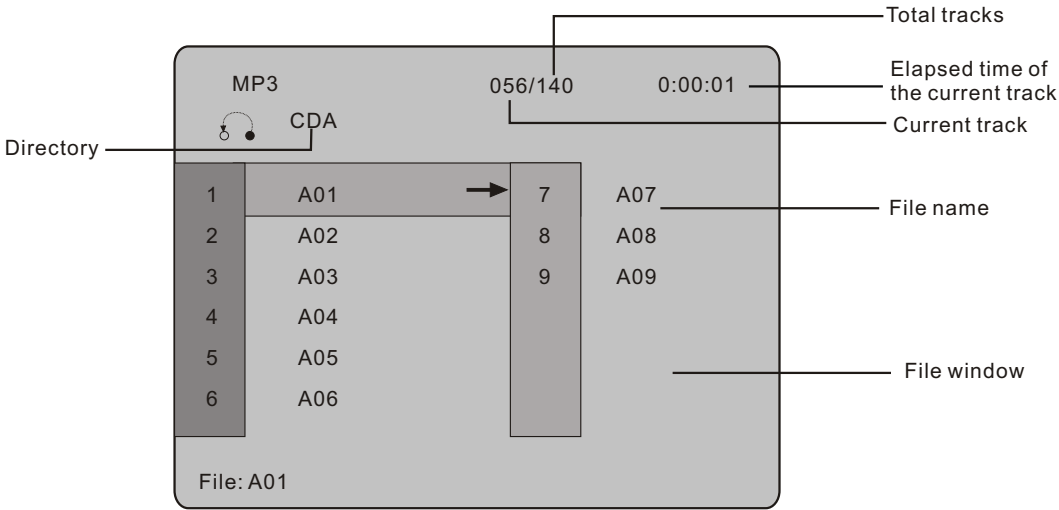 Total tracks
MP3 056/140 0:00:01
Elapsed time of
the current track
CDA
Current track
Directory
1 A01 7 A07
File name
2 A02 8 A08
3 A03 9 A09
4 A04
5 A05
File window
6 A06
File: A01